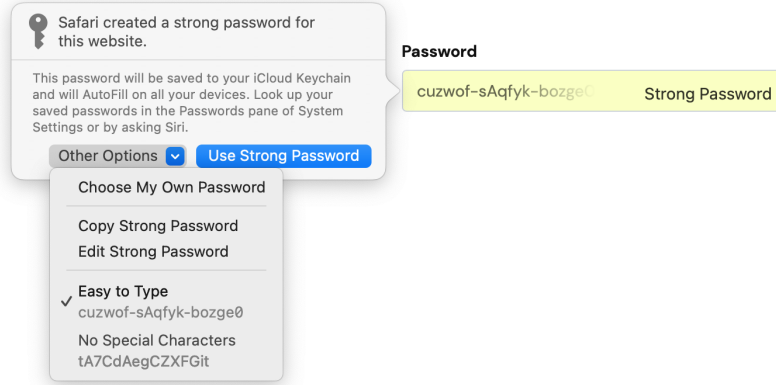 Safari created a strong password for
this website.
This password will be saved to your iCloud Keychain
and will AutoFill on all your devices. Look up your
saved passwords in the Passwords pane of System
Settings or by asking Siri.
Other Options
Use Strong Password
Choose My Own Password
Copy Strong Password
Edit Strong Password
Easy to Type
cuzwof-sAqfyk-bozge0
No Special Characters
tA7CdAegCZXFGit
Password
cuzwof-sAqfyk-bozge0
Strong Password